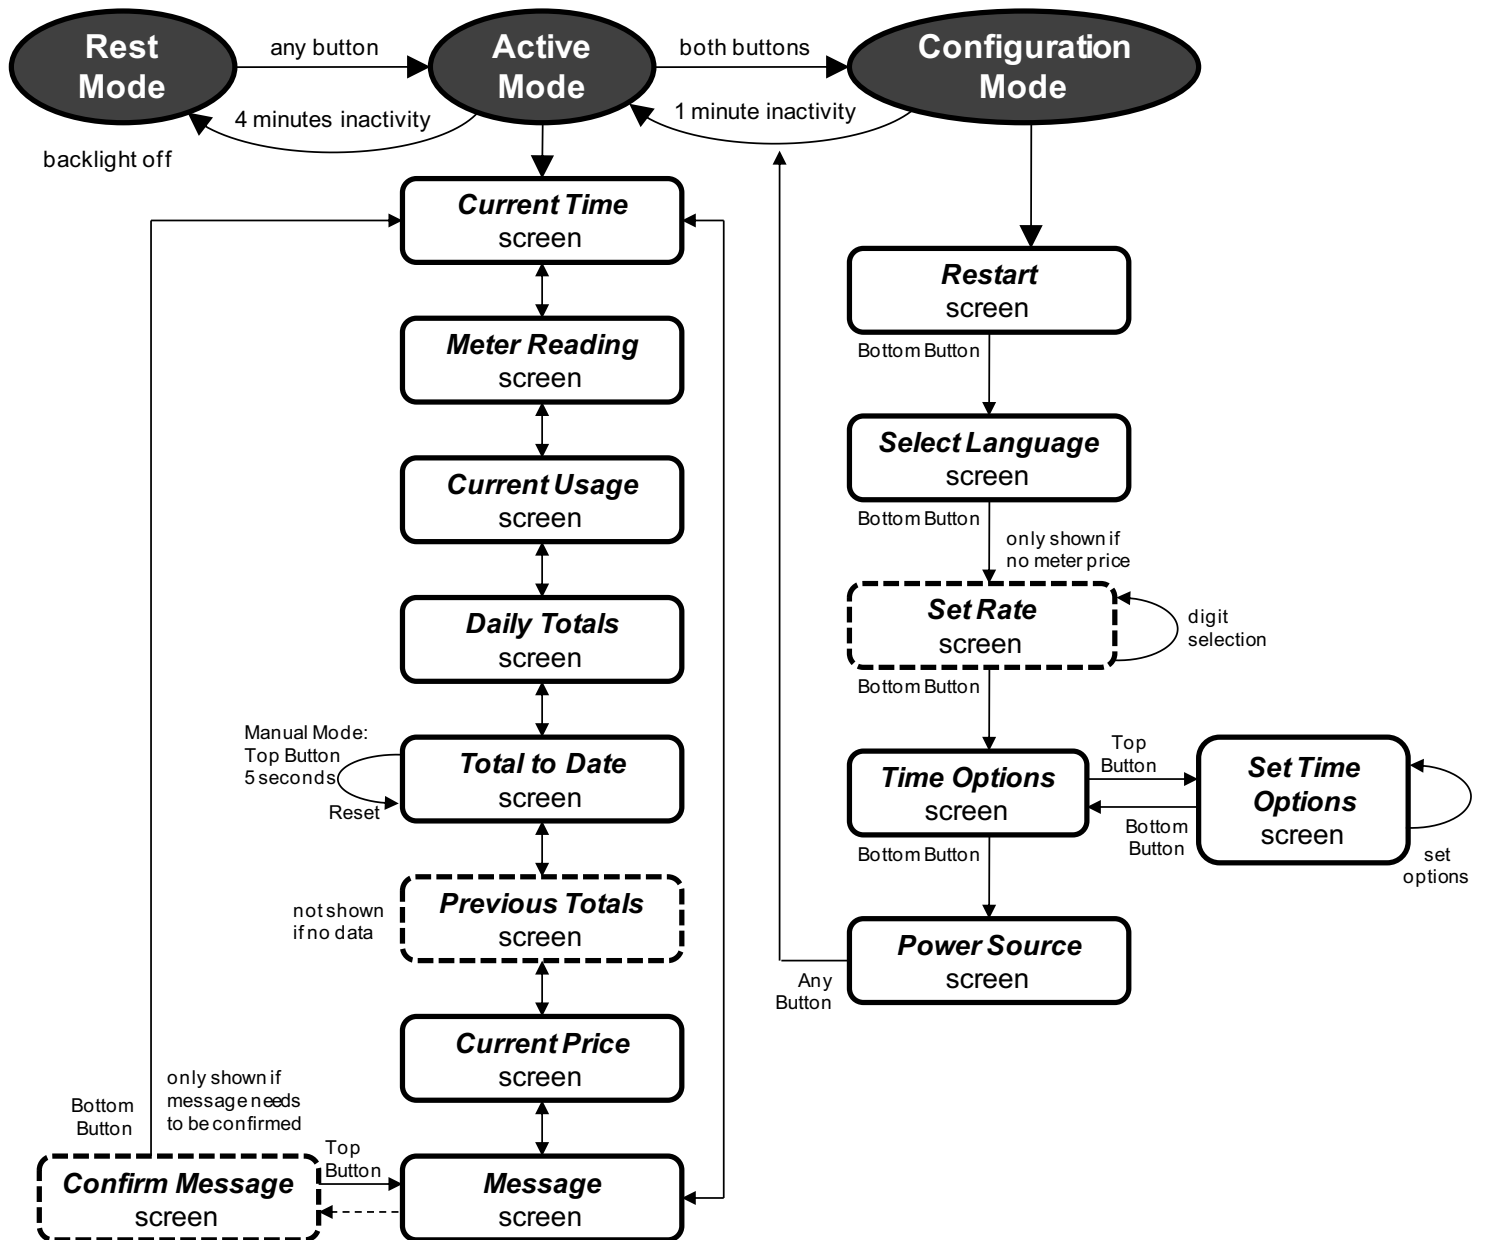 Rest
Mode
any button
Active
Mode
both buttons
Configuration
Mode
4 minutes inactivity
1 minute inactivity
backlight off
Current Time
screen
Meter Reading
screen
Current Usage
screen
Daily Totals
screen
Manual Mode:
Top Button
5 seconds
Reset
Total to Date
screen
not shown
if no data
Previous Totals
screen
Current Price
screen
only shown if
message needs
to be confirmed
Bottom
Button
Top
Button
Confirm Message
screen
Message
screen
Restart
screen
Bottom Button
Select Language
screen
Bottom Button
only shown if
no meter price
Set Rate
screen
digit
selection
Bottom Button
Time Options
screen
Top
Button
Bottom
Button
Set Time
Options
screen
set
options
Bottom Button
Power Source
screen
Any
Button